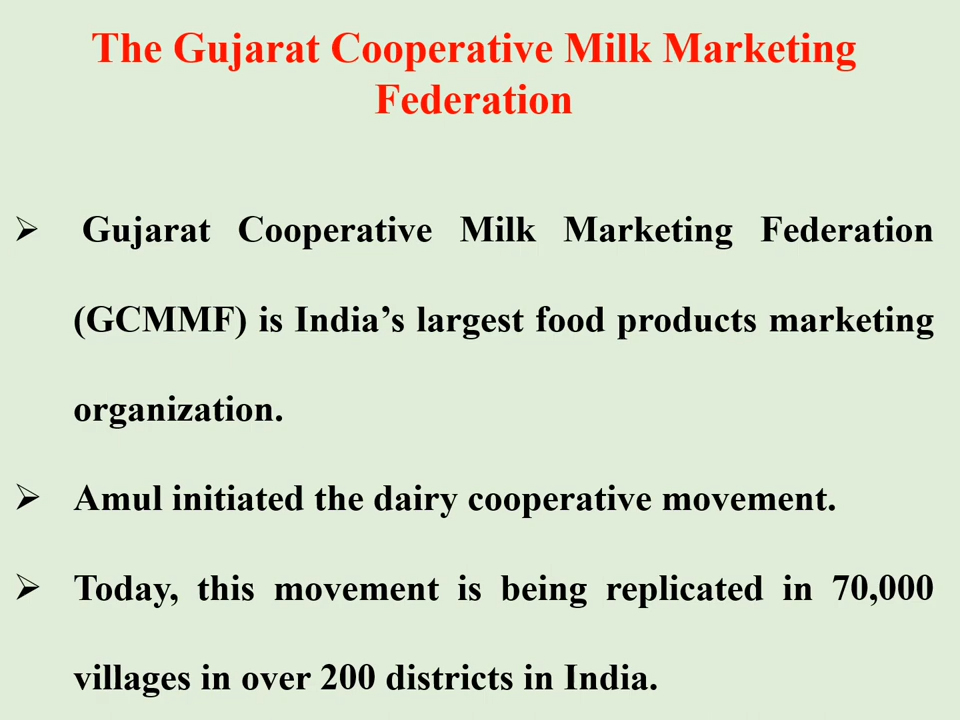 The Gujarat Cooperative Milk Marketing
Federation
➢ Gujarat Cooperative Milk Marketing Federation
(GCMMF) is India’s largest food products marketing
organization.
➢ Amul initiated the dairy cooperative movement.
➢ Today, this movement is being replicated in 70,000
villages in over 200 districts in India.